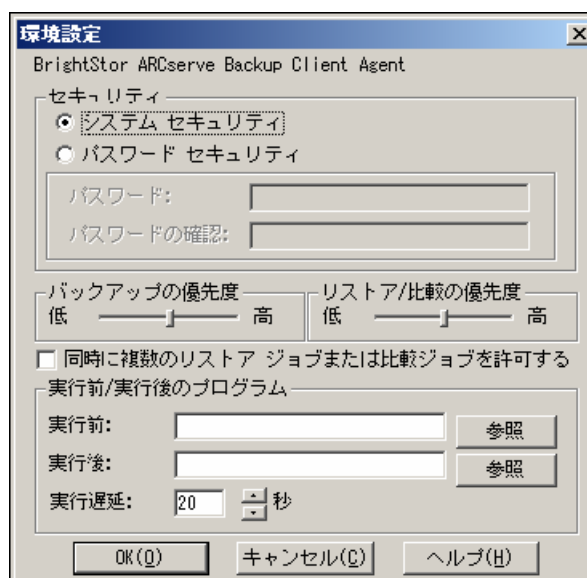 環境設定
BrightStor ARCserve Backup Client Agent
セキュリティ
システム セキュリティ
パスワード セキュリティ
パスワード:
パスワードの確認:
バックアップの優先度
低 高
リストア/比較の優先度
低 高
同時に複数のリストア ジョブまたは比較ジョブを許可する
実行前/実行後のプログラム
実行前: 参照
実行後: 参照
実行遅延: 20 秒
OK(O) キャンセル(C) ヘルプ(H)